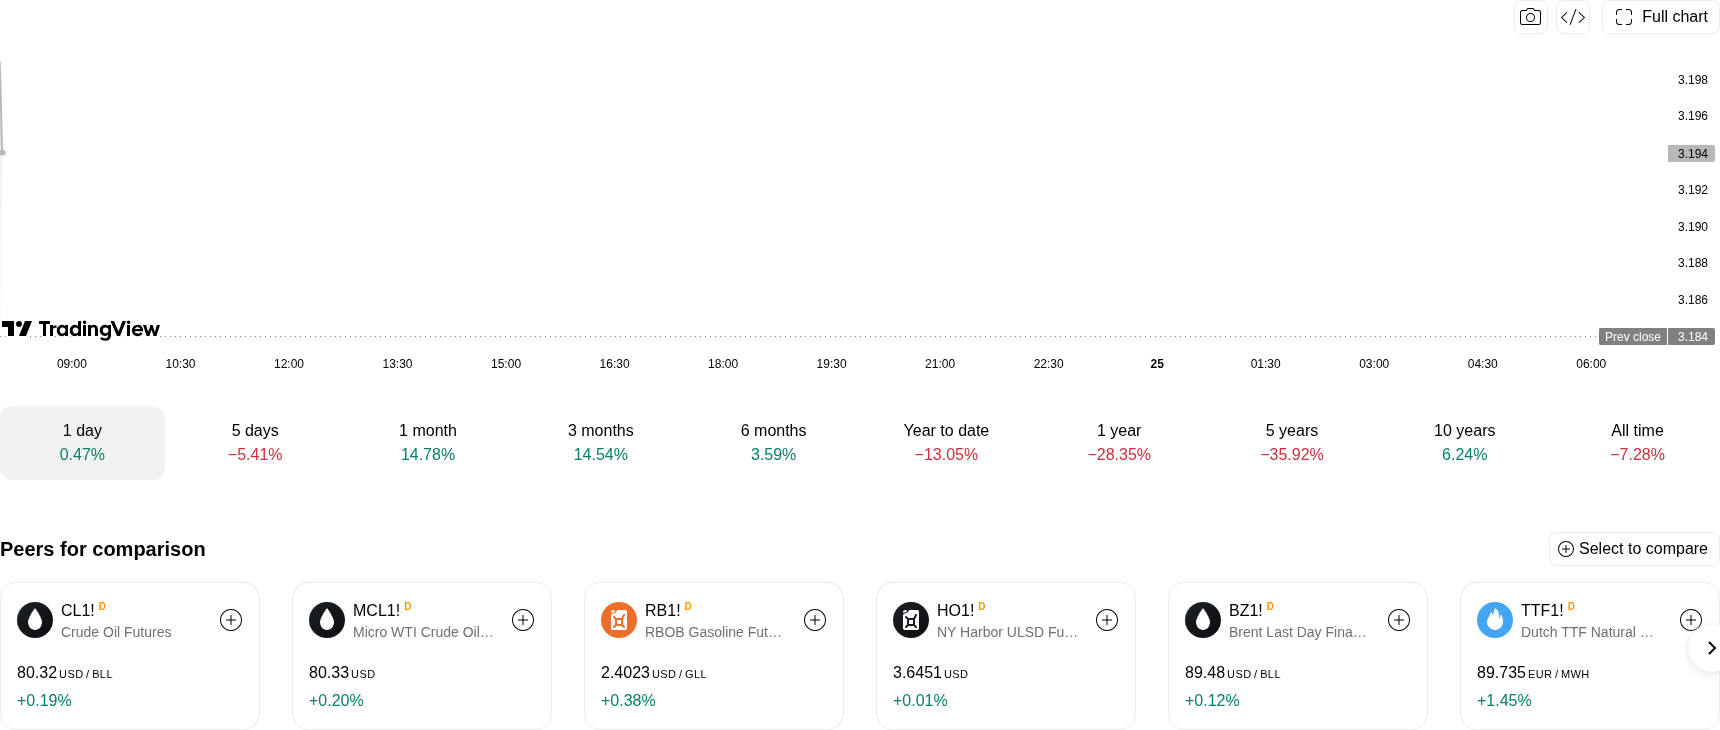 Full chart
3.198
3.196
3.194
3.192
3.190
3.188
3.186
TradingView
Prev close 3.184
09:00 10:30 12:00 13:30 15:00 16:30 18:00 19:30 21:00 22:30 25 01:30 03:00 04:30 06:00
1 day 5 days 1 month 3 months 6 months Year to date 1 year 5 years 10 years All time
0.47% −5.41% 14.78% 14.54% 3.59% −13.05% −28.35% −35.92% 6.24% −7.28%
Peers for comparison
Select to compare
CL1! D
Crude Oil Futures
80.32 USD / BLL
+0.19%
MCL1! D
Micro WTI Crude Oil…
80.33 USD
+0.20%
RB1! D
RBOB Gasoline Fut…
2.4023 USD / GLL
+0.38%
HO1! D
NY Harbor ULSD Fu…
3.6451 USD
+0.01%
BZ1! D
Brent Last Day Fina…
89.48 USD / BLL
+0.12%
TTF1! D
Dutch TTF Natural …
89.735 EUR / MWH
+1.45%